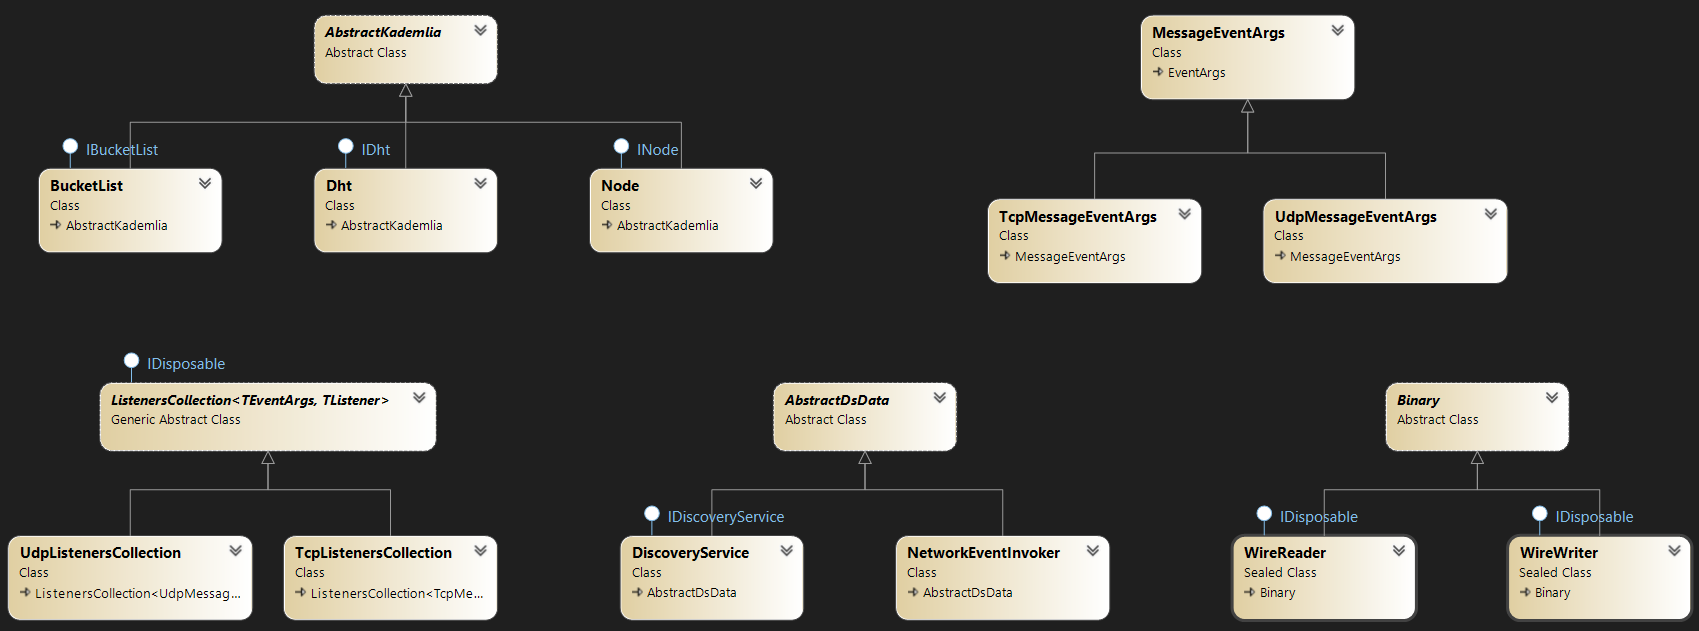 AbstractKademlia
Abstract Class
IBucketList
BucketList
Class
AbstractKademlia
IDht
Dht
Class
AbstractKademlia
INode
Node
Class
AbstractKademlia
MessageEventArgs
Class
EventArgs
TcpMessageEventArgs
Class
MessageEventArgs
UdpMessageEventArgs
Class
MessageEventArgs
IDisposable
ListenersCollection<TEventArgs, TListener>
Generic Abstract Class
UdpListenersCollection
Class
ListenersCollection<UdpMessag...
TcpListenersCollection
Class
ListenersCollection<TcpMe...
AbstractDsData
Abstract Class
IDiscoveryService
DiscoveryService
Class
AbstractDsData
NetworkEventInvoker
Class
AbstractDsData
Binary
Abstract Class
IDisposable
WireReader
Sealed Class
Binary
IDisposable
WireWriter
Sealed Class
Binary